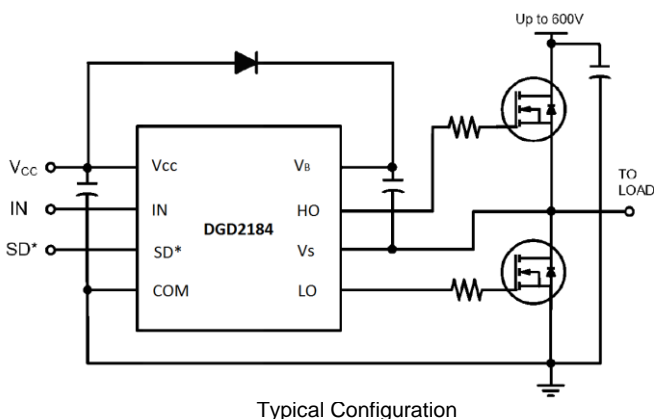 Up to 600V
Vcc
Vcc
VB
TO
LOAD
IN
IN
HO
DGD2184
SD*
SD*
Vs
COM
LO
Typical Configuration